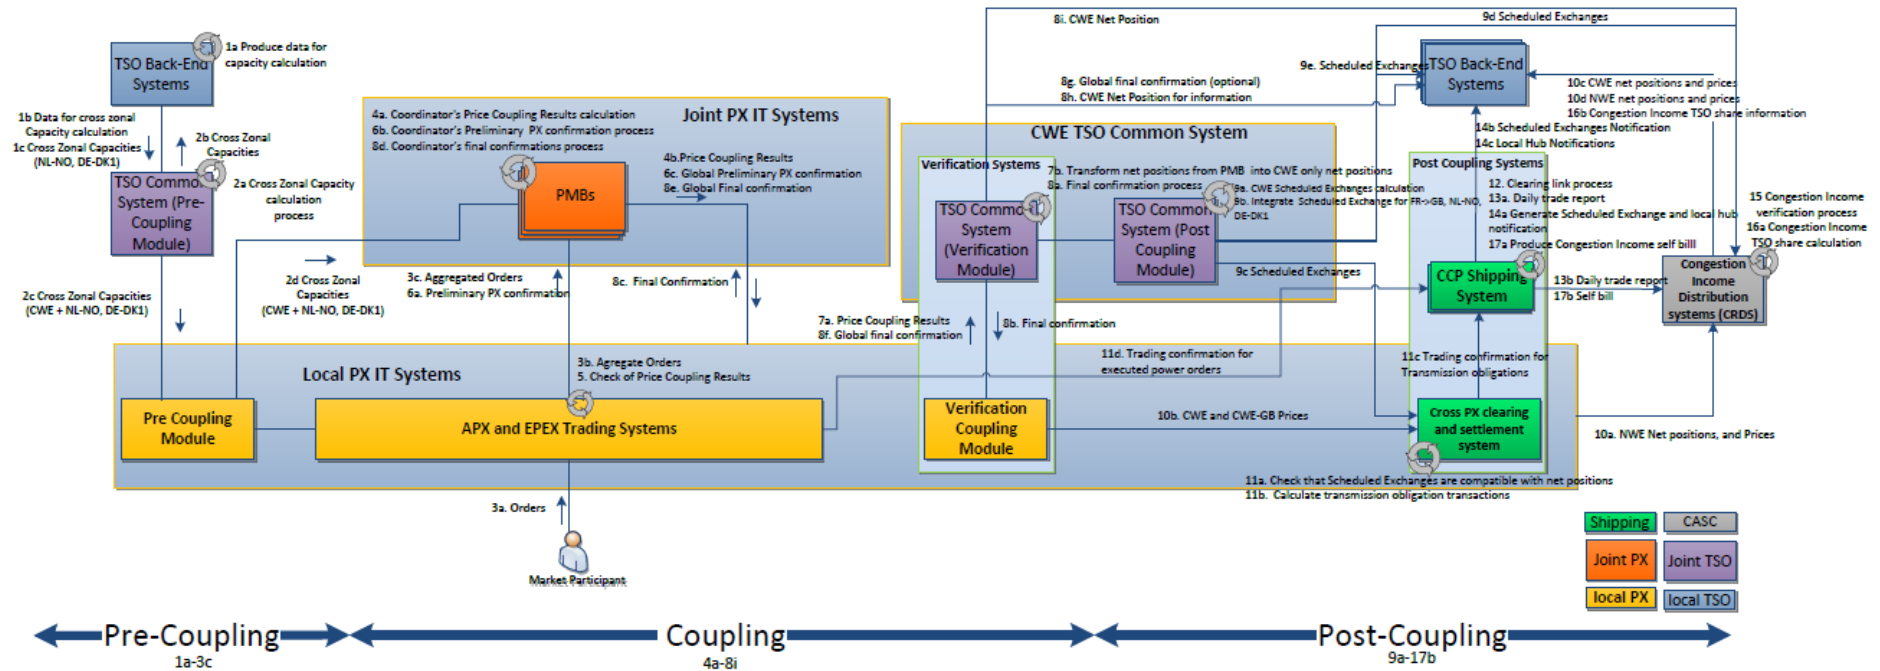 8i. CWE Net Position
9d Scheduled Exchanges
1a Produce data for
capacity calculation
TSO Back-End
Systems
9e. Scheduled Exchanges
TSO Back-End
Systems
8g. Global final confirmation (optional)
8h. CWE Net Position for information
10c CWE net positions and prices
10d NWE net positions and prices
16b Congestion Income TSO share information
1b Data for cross zonal
Capacity calculation
1c Cross Zonal Capacities
(NL-NO, DE-DK1)
2b Cross Zonal
Capacities
4a. Coordinator's Price Coupling Results calculation
6b. Coordinator's Preliminary PX confirmation process
8d. Coordinator's final confirmations process
Joint PX IT Systems
CWE TSO Common System
14b Scheduled Exchanges Notification
14c Local Hub Notifications
4b.Price Coupling Results
6c. Global Preliminary PX confirmation
8e. Global Final confirmation
PMBs
Verification Systems
7b. Transform net positions from PMB into CWE only net positions
8a. Final confirmation process
9a. CWE Scheduled Exchanges calculation
9b. Integrate Scheduled Exchange for FR->GB, NL-NO,
DE-DK1
Post Coupling Systems
12. Clearing link process
13a. Daily trade report
14a Generate Scheduled Exchange and local hub
notification
17a Produce Congestion Income self billl
TSO Common
System (Pre-
Coupling
Module)
2a Cross Zonal Capacity
calculation
process
TSO Common
System
(Verification
Module)
TSO Common
System (Post
Coupling
Module)
15 Congestion Income
verification process
16a Congestion Income
TSO share calculation
2d Cross Zonal
Capacities
(CWE + NL-NO, DE-DK1)
3c. Aggregated Orders
6a. Preliminary PX confirmation
8c. Final Confirmation
9c Scheduled Exchanges
CCP Shipping
System
13b Daily trade report
17b Self bill
Congestion
Income
Distribution
systems (CRDS)
2c Cross Zonal Capacities
(CWE + NL-NO, DE-DK1)
7a. Price Coupling Results
8f. Global final confirmation
8b. Final confirmation
Local PX IT Systems
3b. Agregate Orders
5. Check of Price Coupling Results
11d. Trading confirmation for
executed power orders
11c Trading confirmation for
Transmission obligations
Pre Coupling
Module
APX and EPEX Trading Systems
Verification
Coupling
Module
10b. CWE and CWE-GB Prices
Cross PX clearing
and settlement
system
10a. NWE Net positions, and Prices
11a. Check that Scheduled Exchanges are compatible with net positions
11b. Calculate transmission obligation transactions
3a. Orders
Market Participant
Shipping
CASC
Joint PX
Joint TSO
local PX
local TSO
Pre-Coupling
1a-3c
Coupling
4a-8i
Post-Coupling
9a-17b